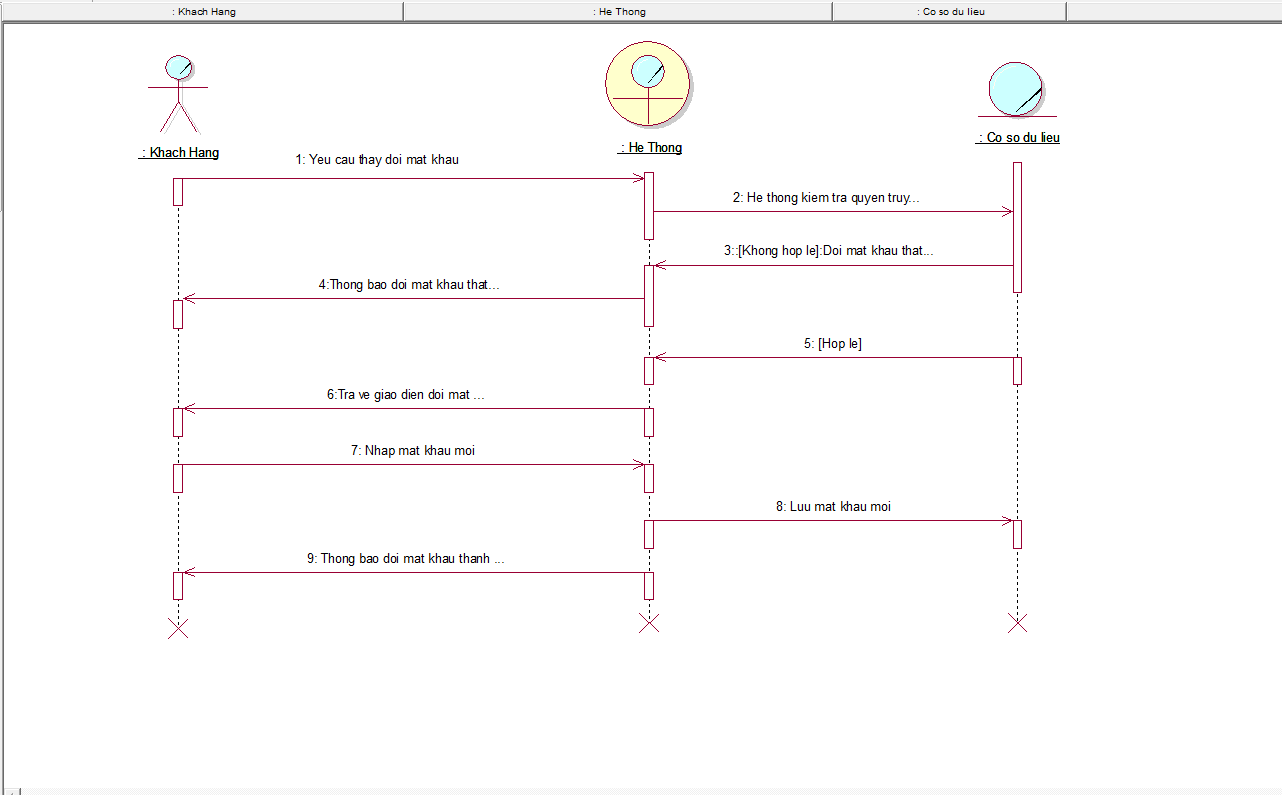 : Khach Hang
: He Thong
: Co so du lieu
: Khach Hang
: He Thong
: Co so du lieu
1: Yeu cau thay doi mat khau
2: He thong kiem tra quyen truy...
3::[Khong hop le]:Doi mat khau that...
4:Thong bao doi mat khau that...
5: [Hop le]
6:Tra ve giao dien doi mat ...
7: Nhap mat khau moi
8: Luu mat khau moi
9: Thong bao doi mat khau thanh ...